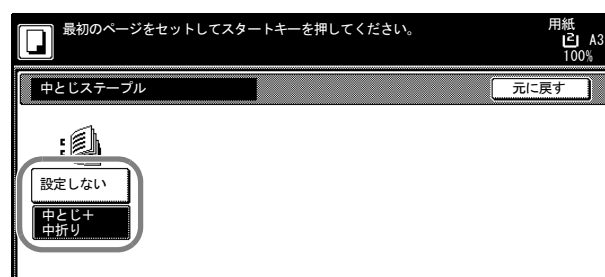 最初のページをセットしてスタートキーを押してください。
用紙
2 A3
100%
中とじステープル
元に戻す
設定しない
中とじ＋
中折り